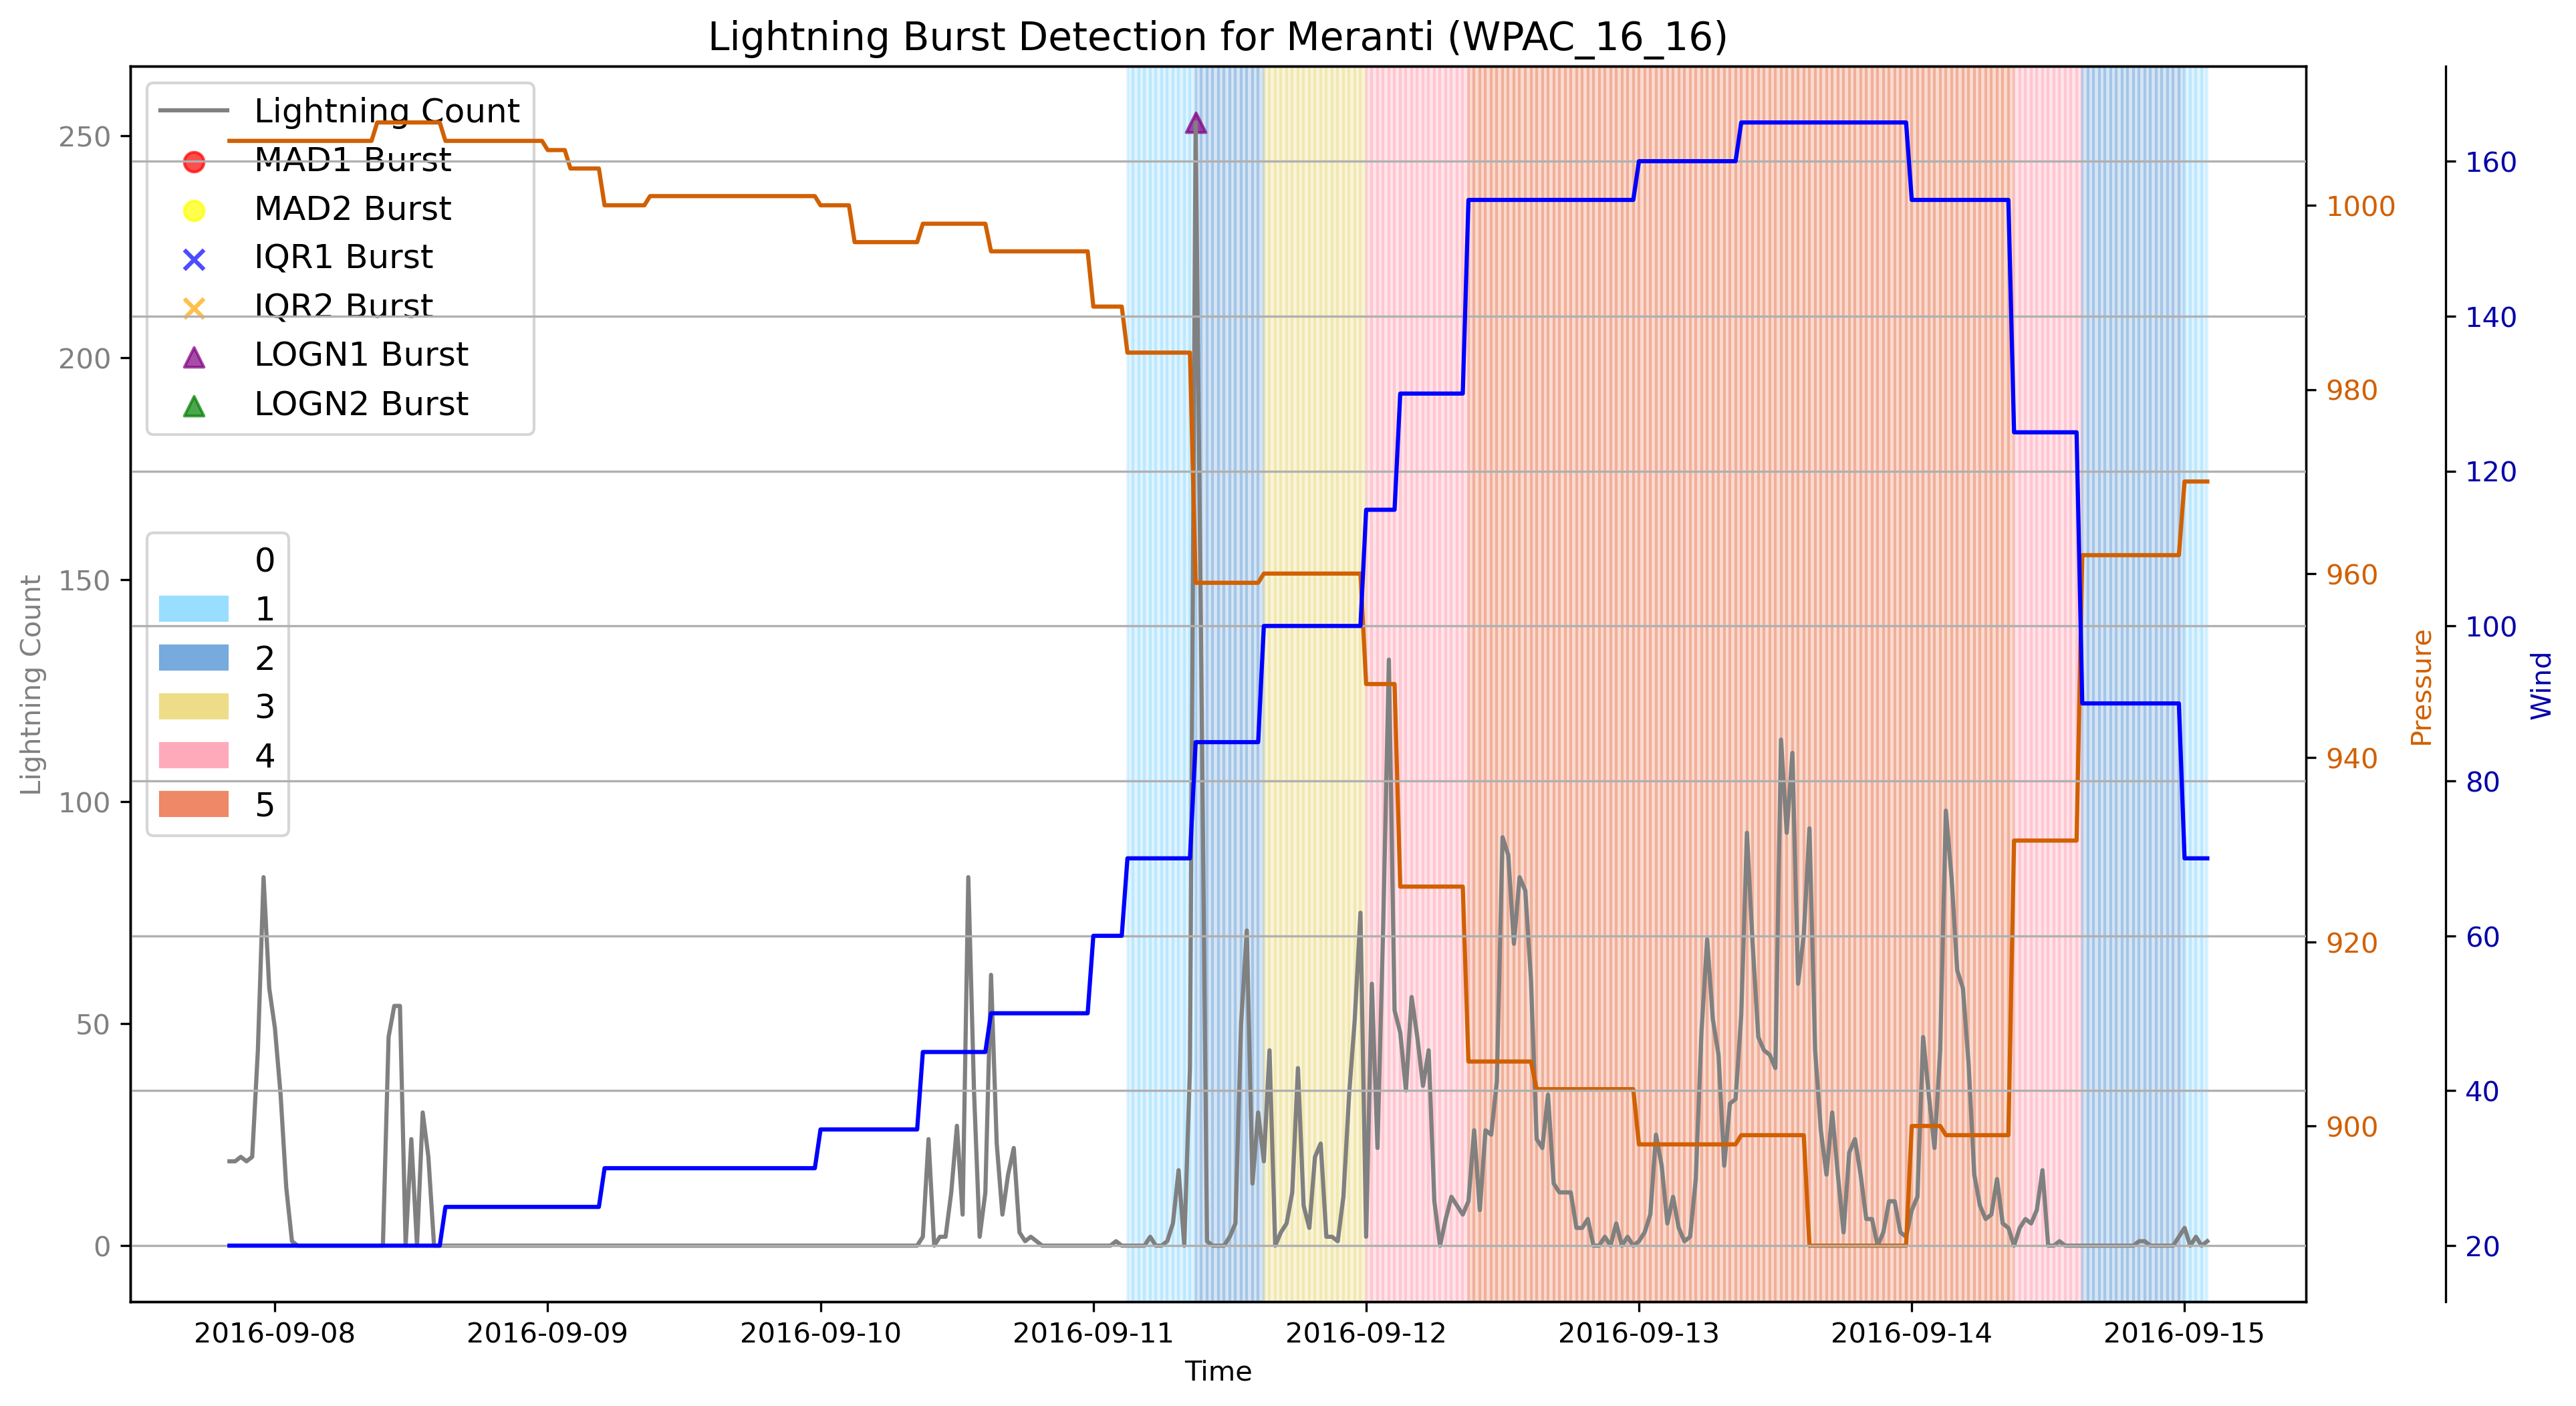 Lightning Burst Detection for Meranti (WPAC_16_16)
Lightning Count
MAD1 Burst
MAD2 Burst
IQR1 Burst
IQR2 Burst
LOGN1 Burst
LOGN2 Burst
0
1
2
3
4
5
Lightning Count
250
200
150
100
50
0
1000
980
960
940
920
900
Pressure
160
140
120
100
80
60
40
20
Wind
2016-09-08
2016-09-09
2016-09-10
2016-09-11
2016-09-12
2016-09-13
2016-09-14
2016-09-15
Time